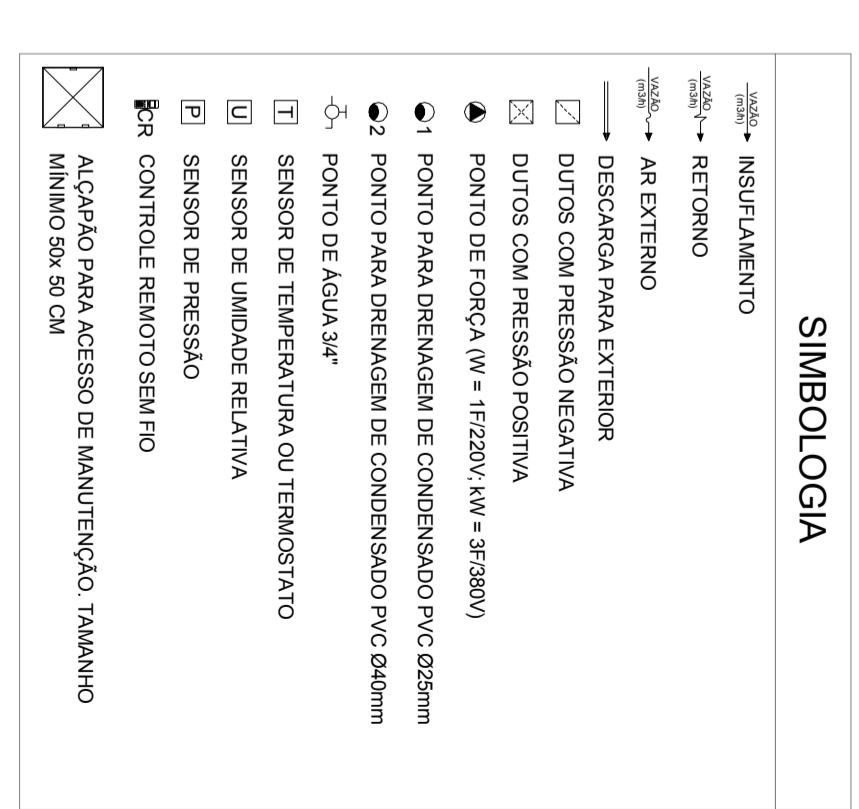 SIMBOLOGIA
VAZÃO
(m3/h)
INSUFLAMENTO
VAZÃO
(m3/h)
RETORNO
VAZÃO
(m3/h)
AR EXTERNO
DESCARGA PARA EXTERIOR
DUTOS COM PRESSÃO NEGATIVA
DUTOS COM PRESSÃO POSITIVA
PONTO DE FORÇA (W = 1F/220V; kW = 3F/380V)
1 PONTO PARA DRENAGEM DE CONDENSADO PVC Ø25mm
2 PONTO PARA DRENAGEM DE CONDENSADO PVC Ø40mm
PONTO DE ÁGUA 3/4"
T SENSOR DE TEMPERATURA OU TERMOSTATO
U SENSOR DE UMIDADE RELATIVA
P SENSOR DE PRESSÃO
CR CONTROLE REMOTO SEM FIO
ALÇAPÃO PARA ACESSO DE MANUTENÇÃO. TAMANHO
MÍNIMO 50x 50 CM